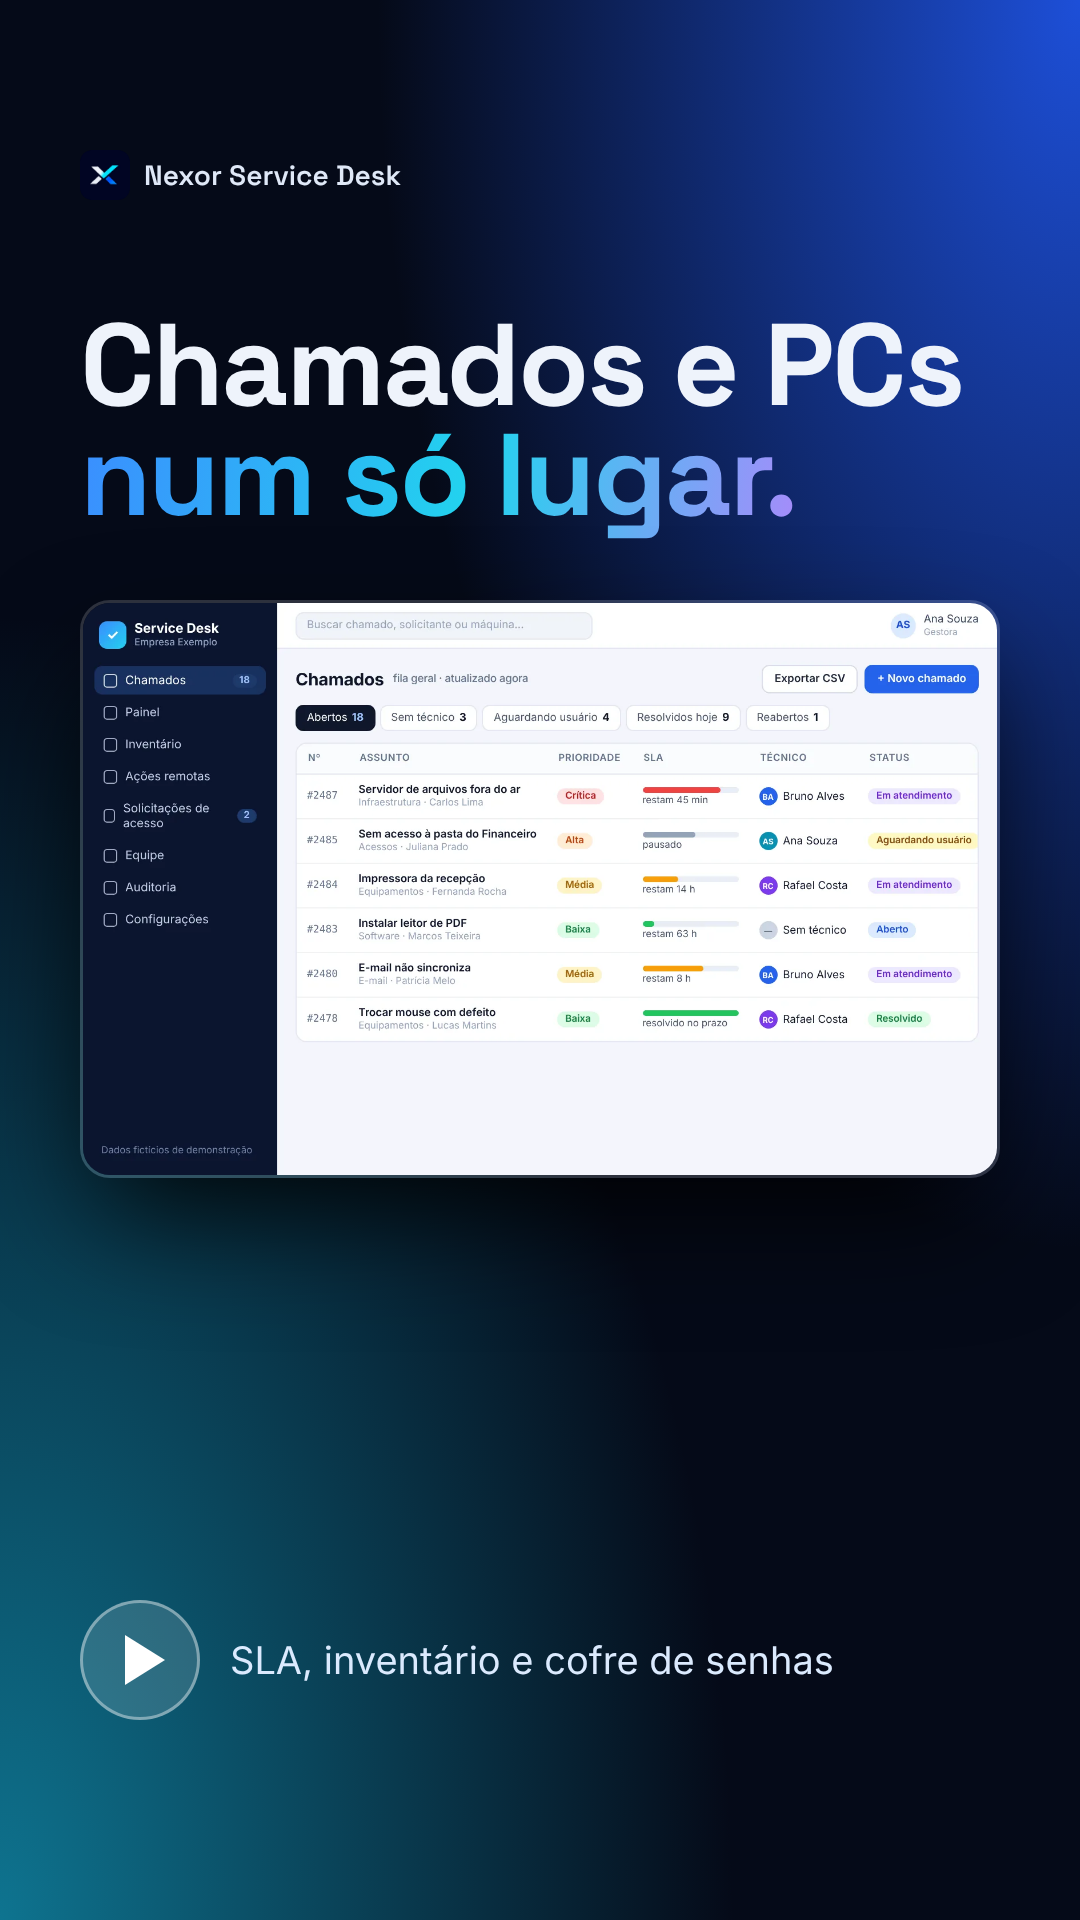 Nexor Service Desk
Chamados e PCs
num só lugar.
Service Desk
Empresa Exemplo
Chamados 18
Painel
Inventário
Ações remotas
Solicitações de
acesso 2
Equipe
Auditoria
Configurações
Dados fictícios de demonstração
Buscar chamado, solicitante ou máquina...
AS Ana Souza
Gestora
Chamados fila geral · atualizado agora Exportar CSV + Novo chamado
Abertos 18 Sem técnico 3 Aguardando usuário 4 Resolvidos hoje 9 Reabertos 1
Nº ASSUNTO PRIORIDADE SLA TÉCNICO STATUS
#2487 Servidor de arquivos fora do ar Crítica restam 45 min BA Bruno Alves Em atendimento
Infraestrutura · Carlos Lima
#2485 Sem acesso à pasta do Financeiro Alta pausado AS Ana Souza Aguardando usuário
Acessos · Juliana Prado
#2484 Impressora da recepção Média restam 14 h RC Rafael Costa Em atendimento
Equipamentos · Fernanda Rocha
#2483 Instalar leitor de PDF Baixa restam 63 h — Sem técnico Aberto
Software · Marcos Teixeira
#2480 E-mail não sincroniza Média restam 8 h BA Bruno Alves Em atendimento
E-mail · Patrícia Melo
#2478 Trocar mouse com defeito Baixa resolvido no prazo RC Rafael Costa Resolvido
Equipamentos · Lucas Martins
SLA, inventário e cofre de senhas